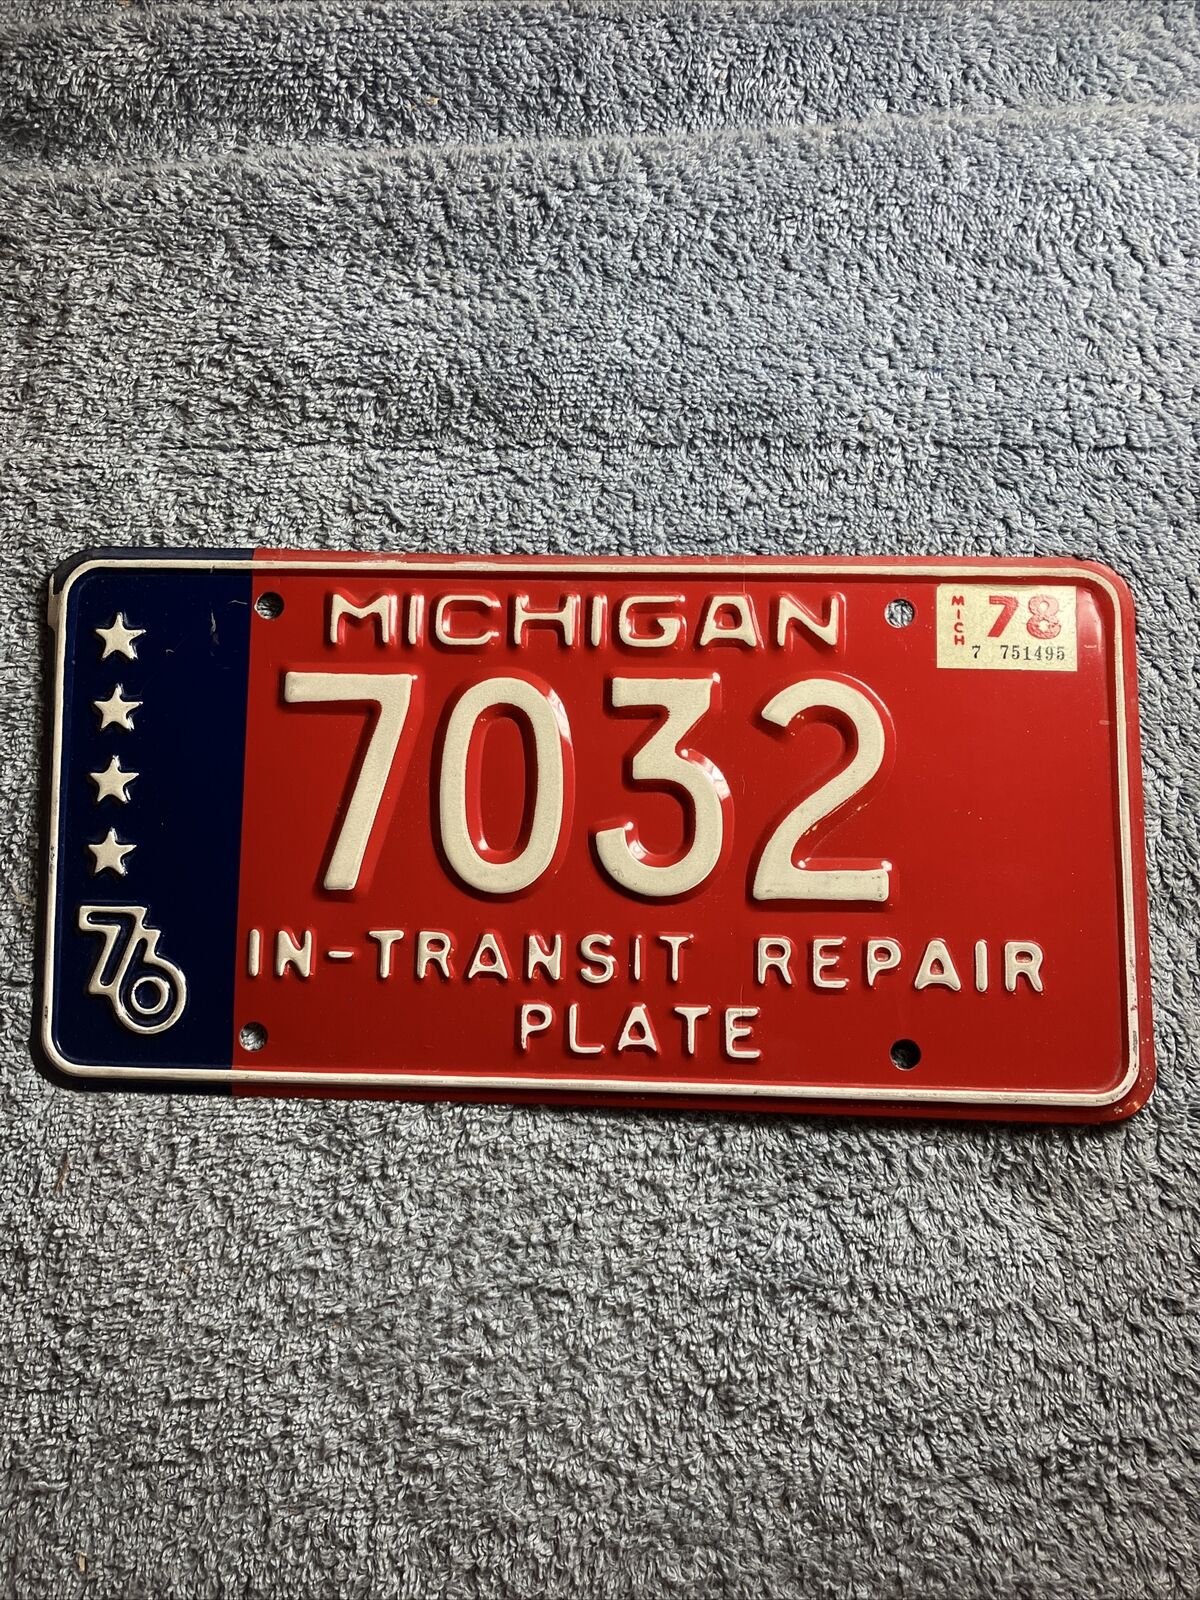 MICHIGAN
MICH 78
7 751495
7032
76
IN-TRANSIT REPAIR
PLATE